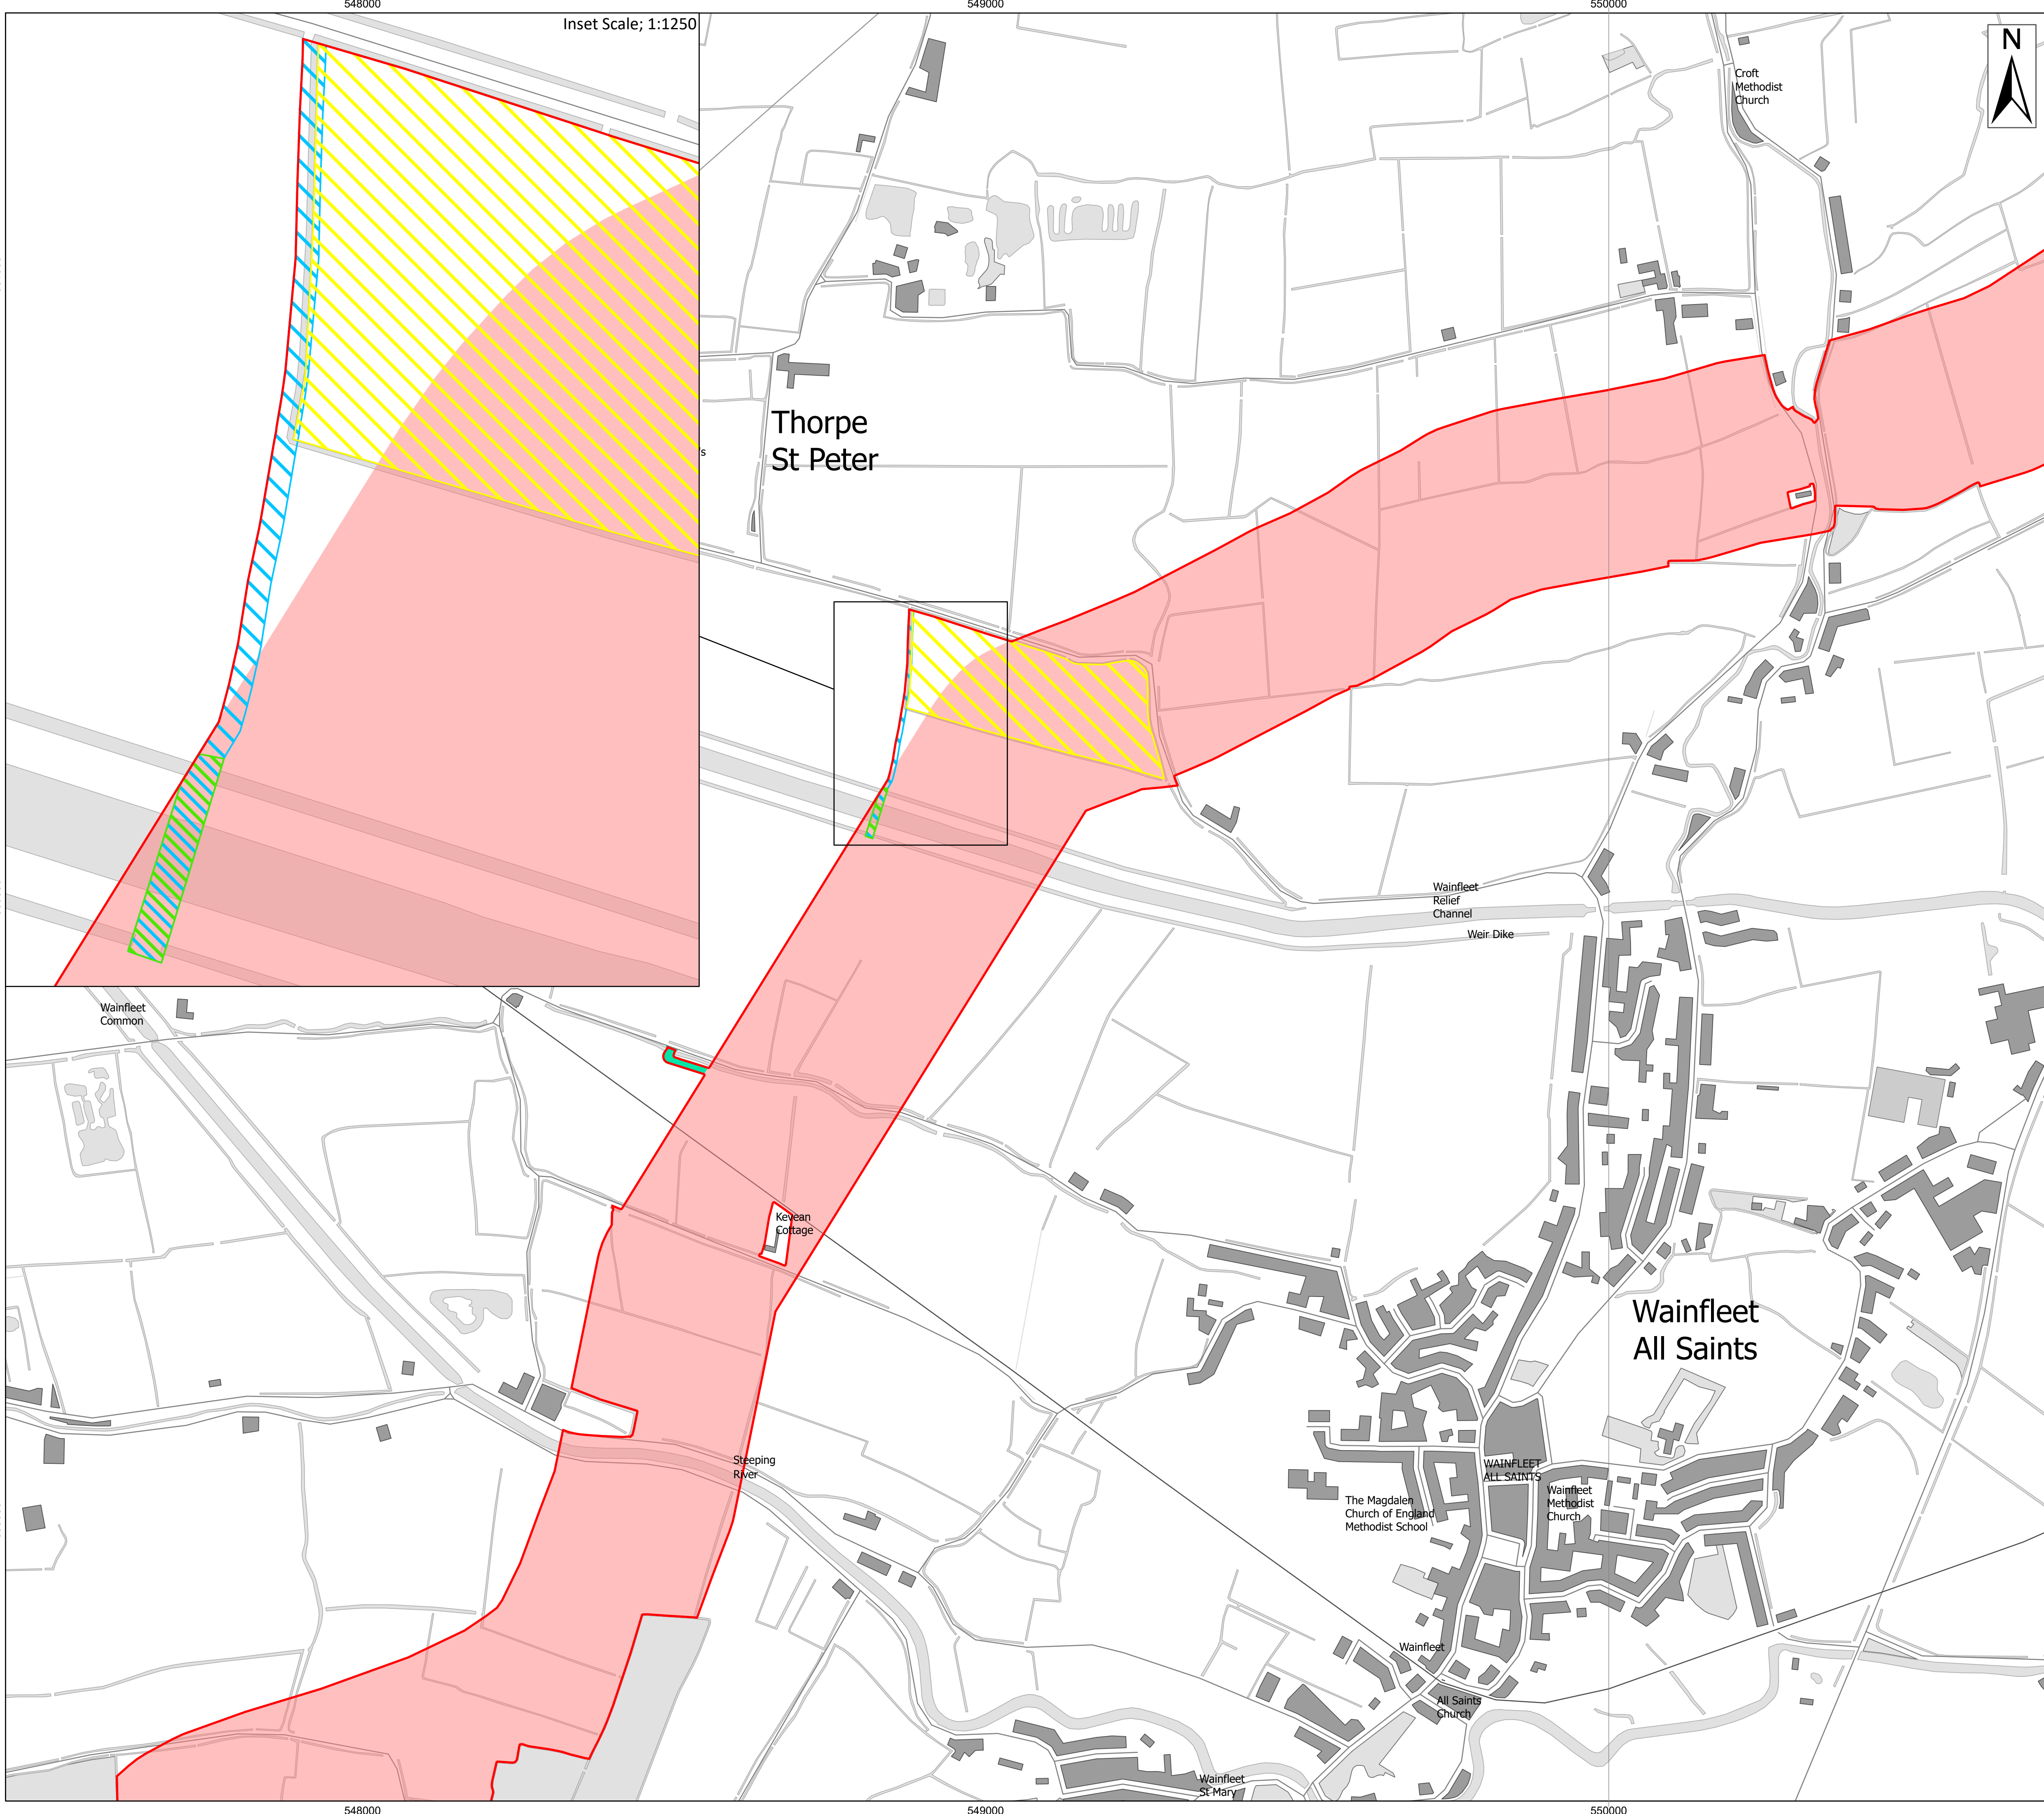 548000
549000
550000
Inset Scale; 1:1250
N
Croft
Methodist
Church
Thorpe
St Peter
's
Wainfleet
Relief
Channel
Weir Dike
Wainfleet
Common
Kevean
Cottage
Wainfleet
All Saints
Steeping
River
WAINFLEET
ALL SAINTS
The Magdalen
Church of England
Methodist School
Wainfleet
Methodist
Church
Wainfleet
All Saints
Church
Wainfleet
St Mary
548000
549000
550000